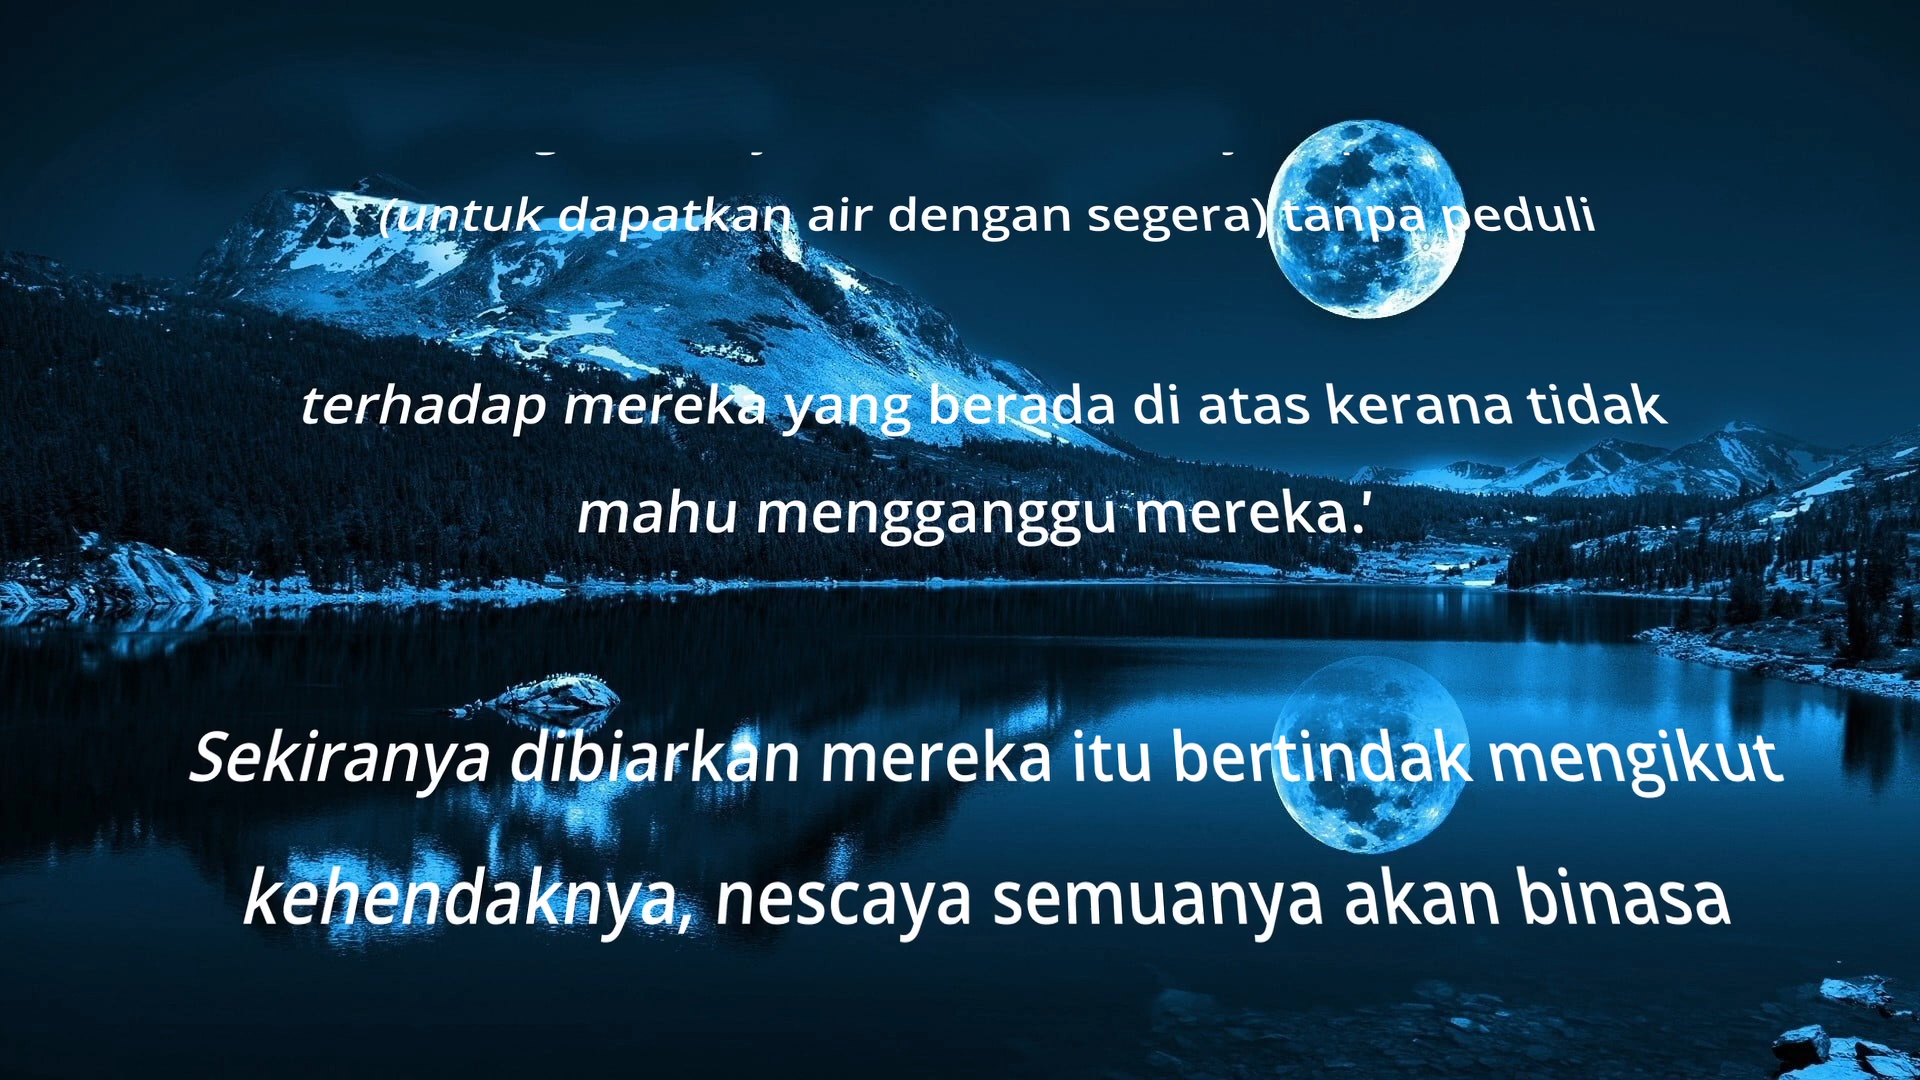 (untuk dapatkan air dengan segera) tanpa peduli
terhadap mereka yang berada di atas kerana tidak
mahu mengganggu mereka.'
Sekiranya dibiarkan mereka itu bertindak mengikut
kehendaknya, nescaya semuanya akan binasa